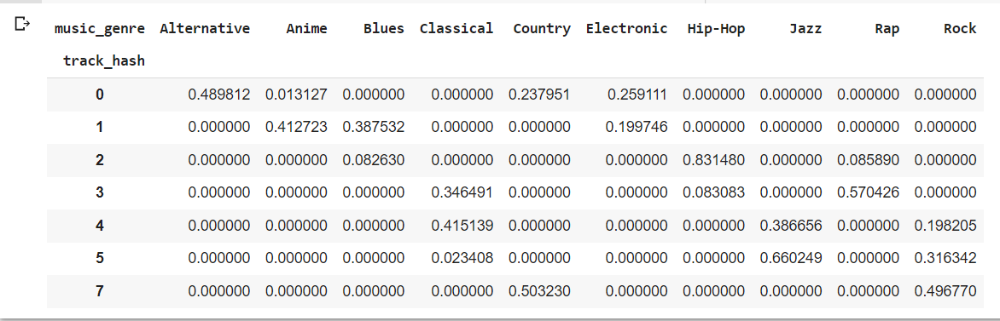 music_genre Alternative Anime Blues Classical Country Electronic Hip-Hop Jazz Rap Rock
track_hash
0 0.489812 0.013127 0.000000 0.000000 0.237951 0.259111 0.000000 0.000000 0.000000 0.000000
1 0.000000 0.412723 0.387532 0.000000 0.000000 0.199746 0.000000 0.000000 0.000000 0.000000
2 0.000000 0.000000 0.082630 0.000000 0.000000 0.000000 0.831480 0.000000 0.085890 0.000000
3 0.000000 0.000000 0.000000 0.346491 0.000000 0.000000 0.083083 0.000000 0.570426 0.000000
4 0.000000 0.000000 0.000000 0.415139 0.000000 0.000000 0.000000 0.386656 0.000000 0.198205
5 0.000000 0.000000 0.000000 0.023408 0.000000 0.000000 0.000000 0.660249 0.000000 0.316342
7 0.000000 0.000000 0.000000 0.000000 0.503230 0.000000 0.000000 0.000000 0.000000 0.496770